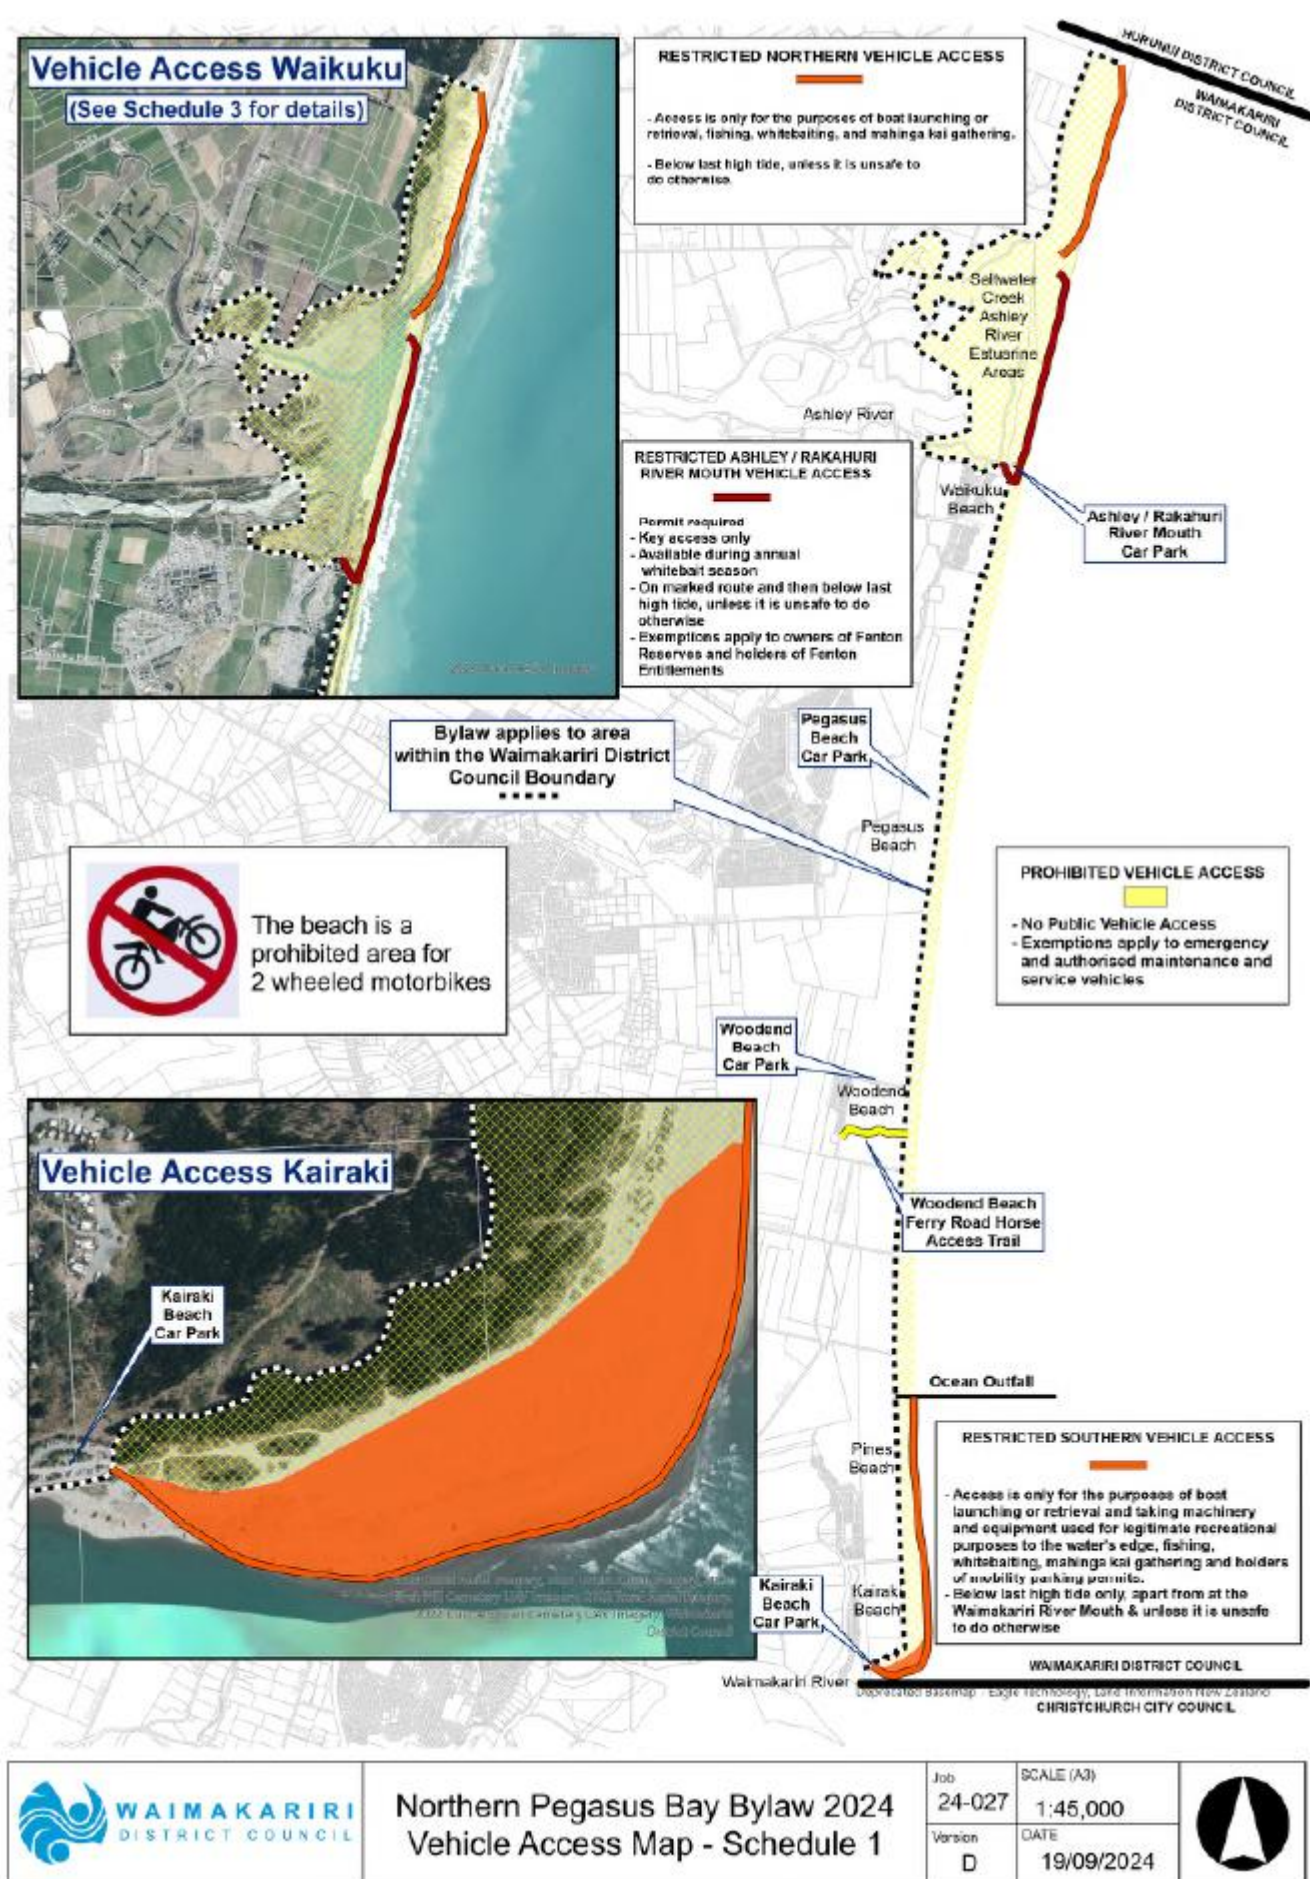 Vehicle Access Waikuku
(See Schedule 3 for details)
RESTRICTED NORTHERN VEHICLE ACCESS
- Access is only for the purposes of boat launching or
retrieval, fishing, whitebaiting, and mahinga kai gathering.
- Below last high tide, unless it is unsafe to
do otherwise.
HURUNUI DISTRICT COUNCIL
WAIMAKARIRI
DISTRICT COUNCIL
Saltwater
Creek
Ashley
River
Estuarine
Areas
Ashley River
RESTRICTED ASHLEY / RAKAHURI
RIVER MOUTH VEHICLE ACCESS
- Permit required
- Key access only
- Available during annual
whitebait season
- On marked route and then below last
high tide, unless it is unsafe to do
otherwise
- Exemptions apply to owners of Fenton
Reserves and holders of Fenton
Entitlements
Waikuku
Beach
Ashley / Rakahuri
River Mouth
Car Park
Bylaw applies to area
within the Waimakariri District
Council Boundary
Pegasus
Beach
Car Park
Pegasus
Beach
The beach is a
prohibited area for
2 wheeled motorbikes
PROHIBITED VEHICLE ACCESS
- No Public Vehicle Access
- Exemptions apply to emergency
and authorised maintenance and
service vehicles
Woodend
Beach
Car Park
Woodend
Beach
Woodend Beach
Ferry Road Horse
Access Trail
Vehicle Access Kairaki
Kairaki
Beach
Car Park
Ocean Outfall
Pines
Beach
RESTRICTED SOUTHERN VEHICLE ACCESS
- Access is only for the purposes of boat
launching or retrieval and taking machinery
and equipment used for legitimate recreational
purposes to the water's edge, fishing,
whitebaiting, mahinga kai gathering and holders
of mobility parking permits.
- Below last high tide only, apart from at the
Waimakariri River Mouth & unless it is unsafe
to do otherwise
Kairaki
Beach
Car Park
Kairaki
Beach
Waimakariri River
WAIMAKARIRI DISTRICT COUNCIL
Deprecated Basemap : Eagle Technology, Land Information New Zealand
CHRISTCHURCH CITY COUNCIL
WAIMAKARIRI
DISTRICT COUNCIL
Northern Pegasus Bay Bylaw 2024
Vehicle Access Map - Schedule 1
Job
24-027
SCALE (A3)
1:45,000
Version
D
DATE
19/09/2024